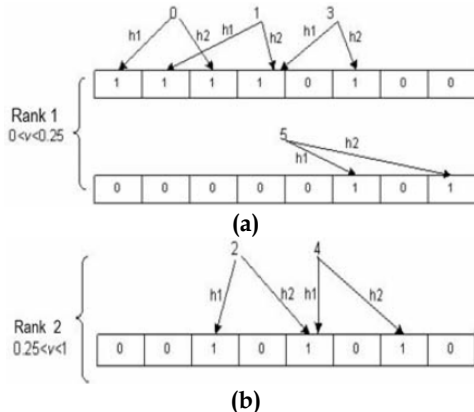 0 1 3
h1 h2 h1 h2 h1 h2
1 1 1 1 0 1 0 0
Rank 1
0<v<0.25
5
h1 h2
0 0 0 0 0 1 0 1
(a)
2 4
h1 h2 h1 h2
Rank 2
0.25<v<1
0 0 1 0 1 0 1 0
(b)